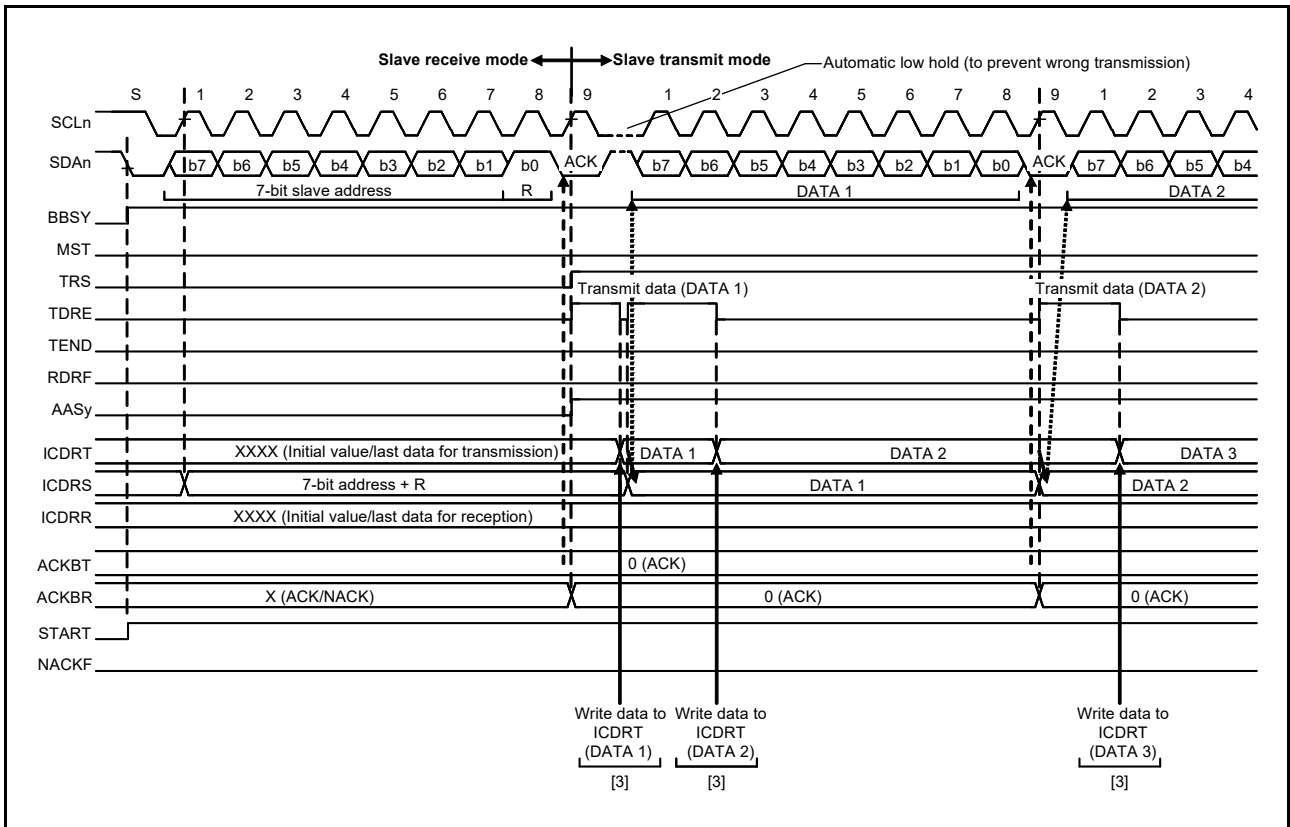 Slave receive mode Slave transmit mode
Automatic low hold (to prevent wrong transmission)
S 1 2 3 4 5 6 7 8 9 1 2 3 4 5 6 7 8 9 1 2 3 4
SCLn
SDAn b7 b6 b5 b4 b3 b2 b1 b0 ACK b7 b6 b5 b4 b3 b2 b1 b0 ACK b7 b6 b5 b4
7-bit slave address R DATA 1 DATA 2
BBSY
MST
TRS
Transmit data (DATA 1) Transmit data (DATA 2)
TDRE
TEND
RDRF
AASy
ICDRT XXXX (Initial value/last data for transmission) DATA 1 DATA 2 DATA 3
ICDRS 7-bit address + R DATA 1 DATA 2
ICDRR XXXX (Initial value/last data for reception)
ACKBT 0 (ACK)
ACKBR X (ACK/NACK) 0 (ACK) 0 (ACK)
START
NACKF
Write data to Write data to Write data to
ICDRT ICDRT ICDRT
(DATA 1) (DATA 2) (DATA 3)
[3] [3] [3]